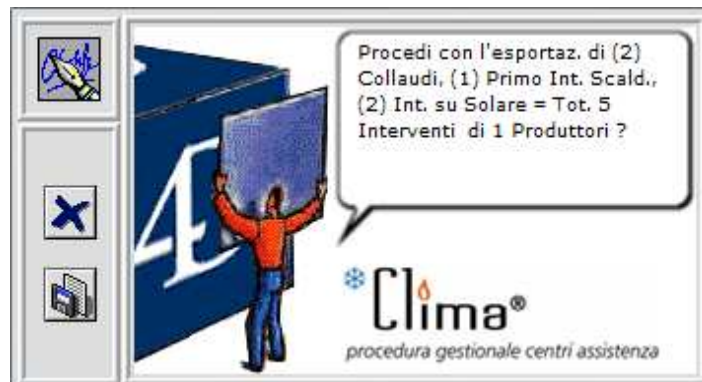 Procedi con l'esportaz. di (2)
Collaudi, (1) Primo Int. Scald.,
(2) Int. su Solare = Tot. 5
Interventi  di 1 Produttori ?
4
Clima®
procedura gestionale centri assistenza